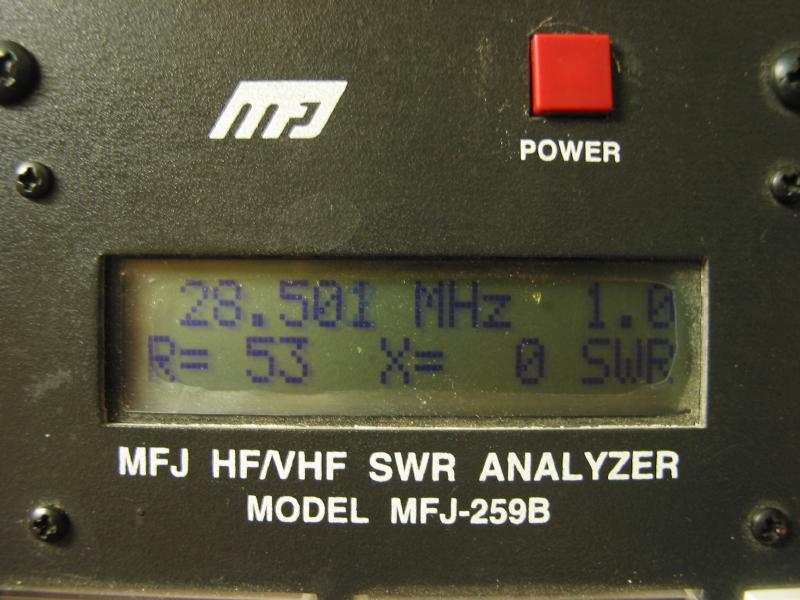 MFJ
POWER
28.501 MHz 1.0
R= 53 X= 0 SWR
MFJ HF/VHF SWR ANALYZER
MODEL MFJ-259B